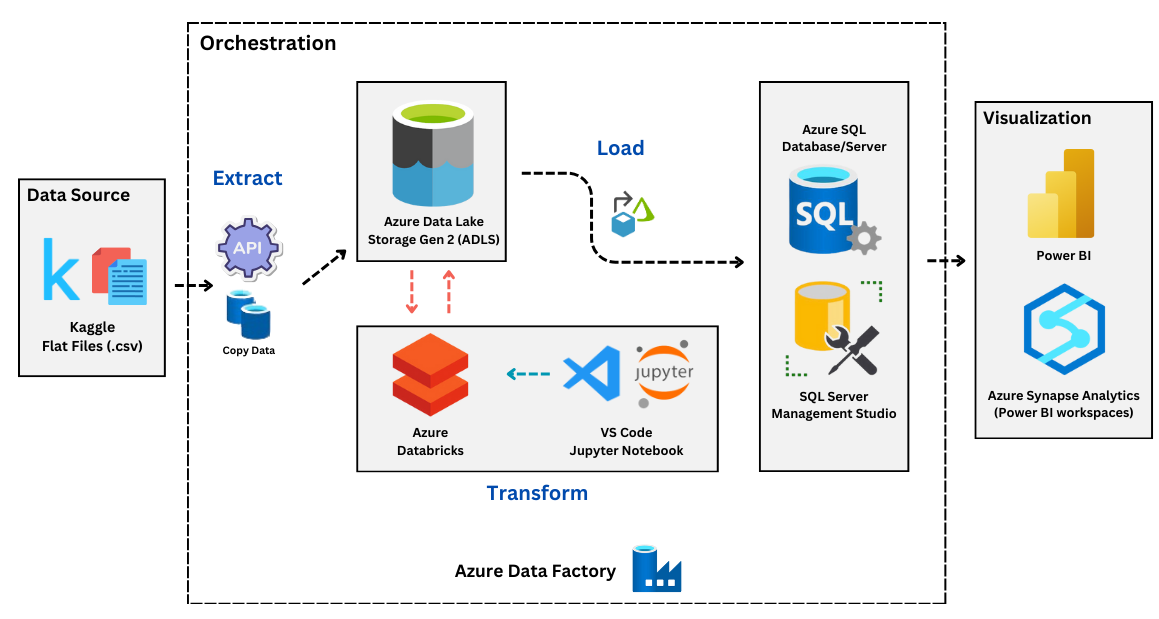 Orchestration
Data Source
Kaggle
Flat Files (.csv)
Extract
API
Copy Data
Azure Data Lake
Storage Gen 2 (ADLS)
Load
Azure
Databricks
jupyter
VS Code
Jupyter Notebook
Transform
Azure SQL
Database/Server
SQL
SQL Server
Management Studio
Visualization
Power BI
Azure Synapse Analytics
(Power BI workspaces)
Azure Data Factory